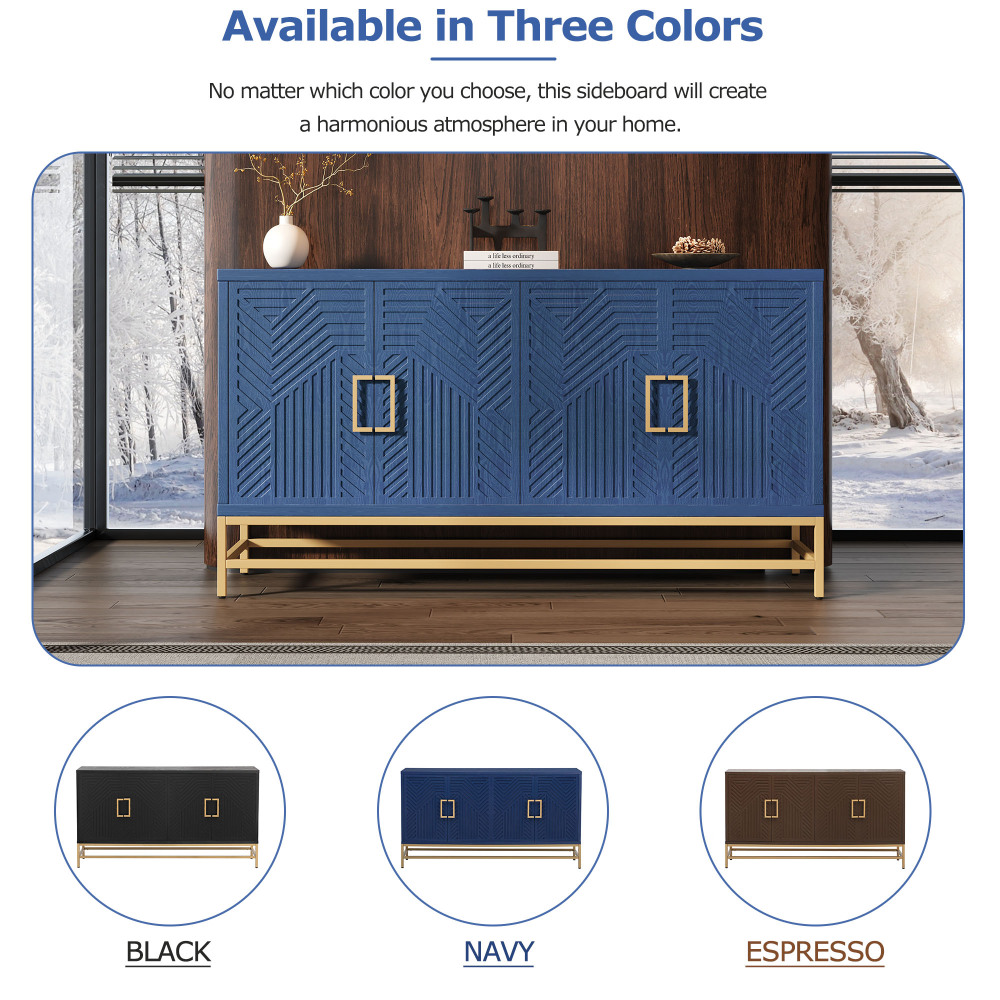 Available in Three Colors
No matter which color you choose, this sideboard will create
a harmonious atmosphere in your home.
a life less ordinary
a life less ordinary
BLACK
NAVY
ESPRESSO